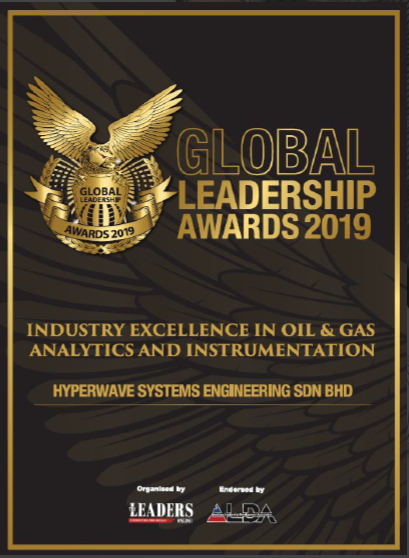 GLOBAL
LEADERSHIP
AWARDS 2019
GLOBAL
LEADERSHIP
AWARDS 2019
INDUSTRY EXCELLENCE IN OIL & GAS
ANALYTICS AND INSTRUMENTATION
HYPERWAVE SYSTEMS ENGINEERING SDN BHD
Organised by
THE LEADERS
Endorsed by
ALDA